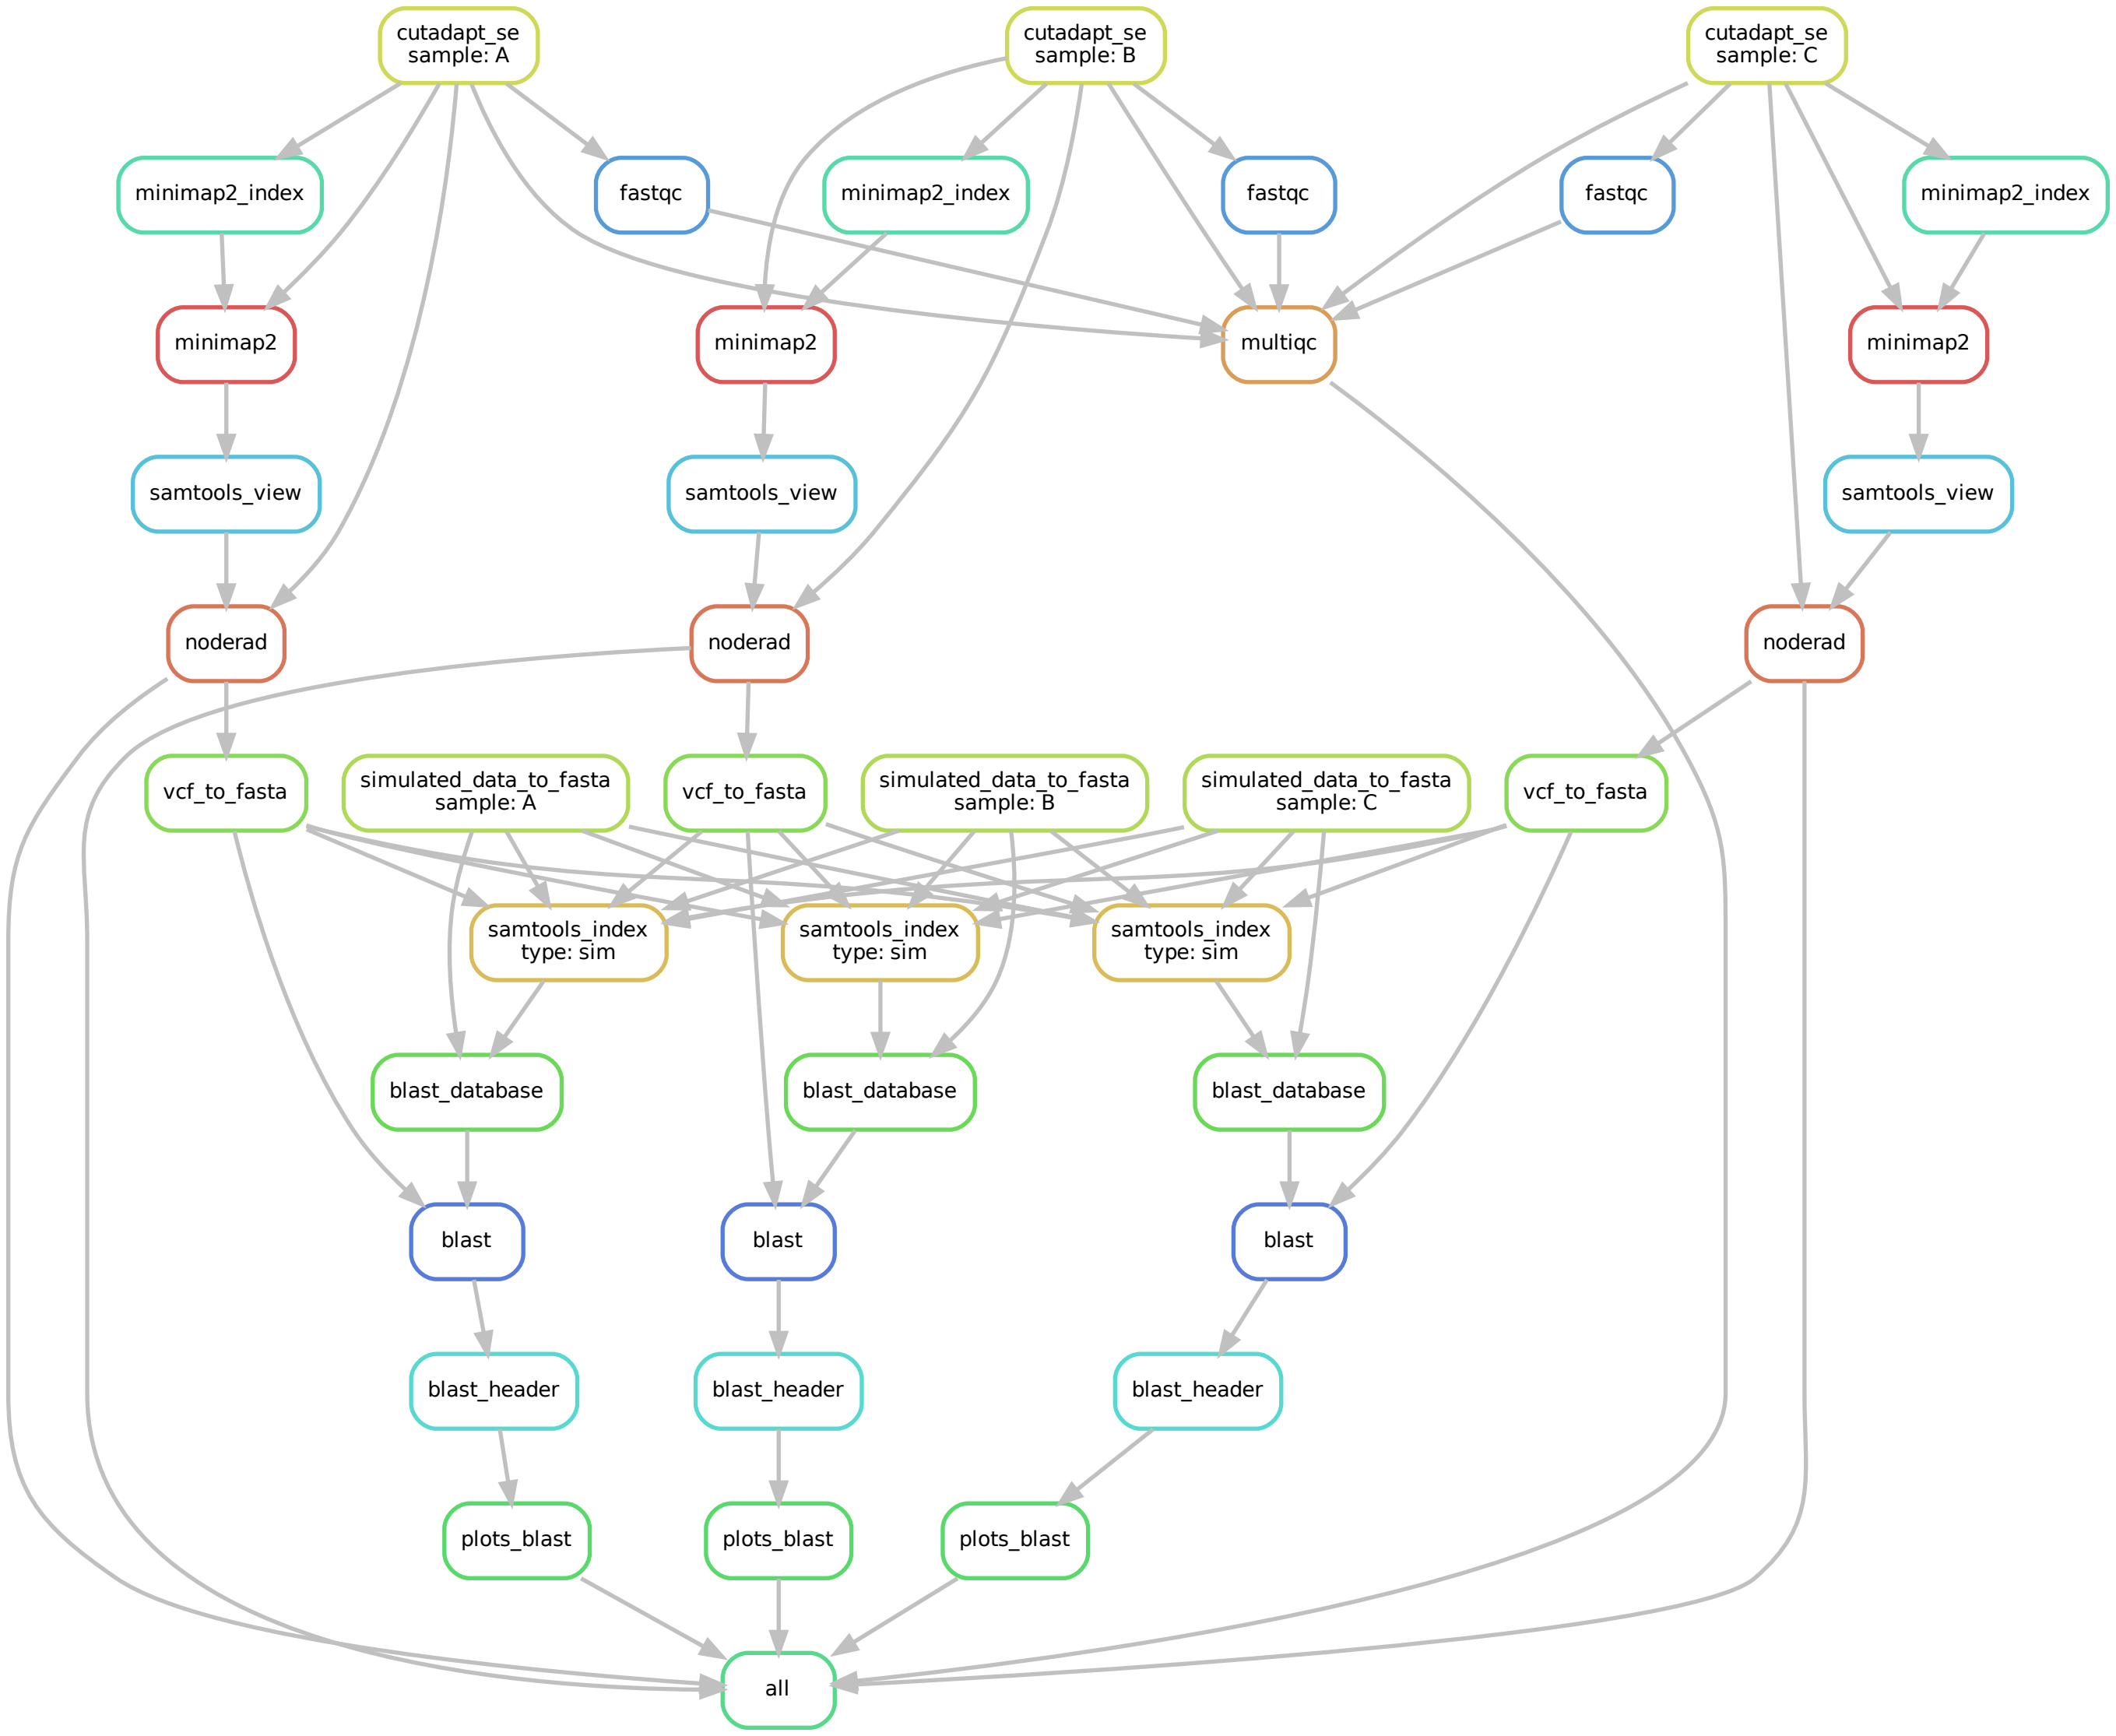 cutadapt_se
sample: A
cutadapt_se
sample: B
cutadapt_se
sample: C
minimap2_index
fastqc
minimap2_index
fastqc
fastqc
minimap2_index
minimap2
minimap2
multiqc
minimap2
samtools_view
samtools_view
samtools_view
noderad
noderad
noderad
vcf_to_fasta
simulated_data_to_fasta
sample: A
vcf_to_fasta
simulated_data_to_fasta
sample: B
simulated_data_to_fasta
sample: C
vcf_to_fasta
samtools_index
type: sim
samtools_index
type: sim
samtools_index
type: sim
blast_database
blast_database
blast_database
blast
blast
blast
blast_header
blast_header
blast_header
plots_blast
plots_blast
plots_blast
all